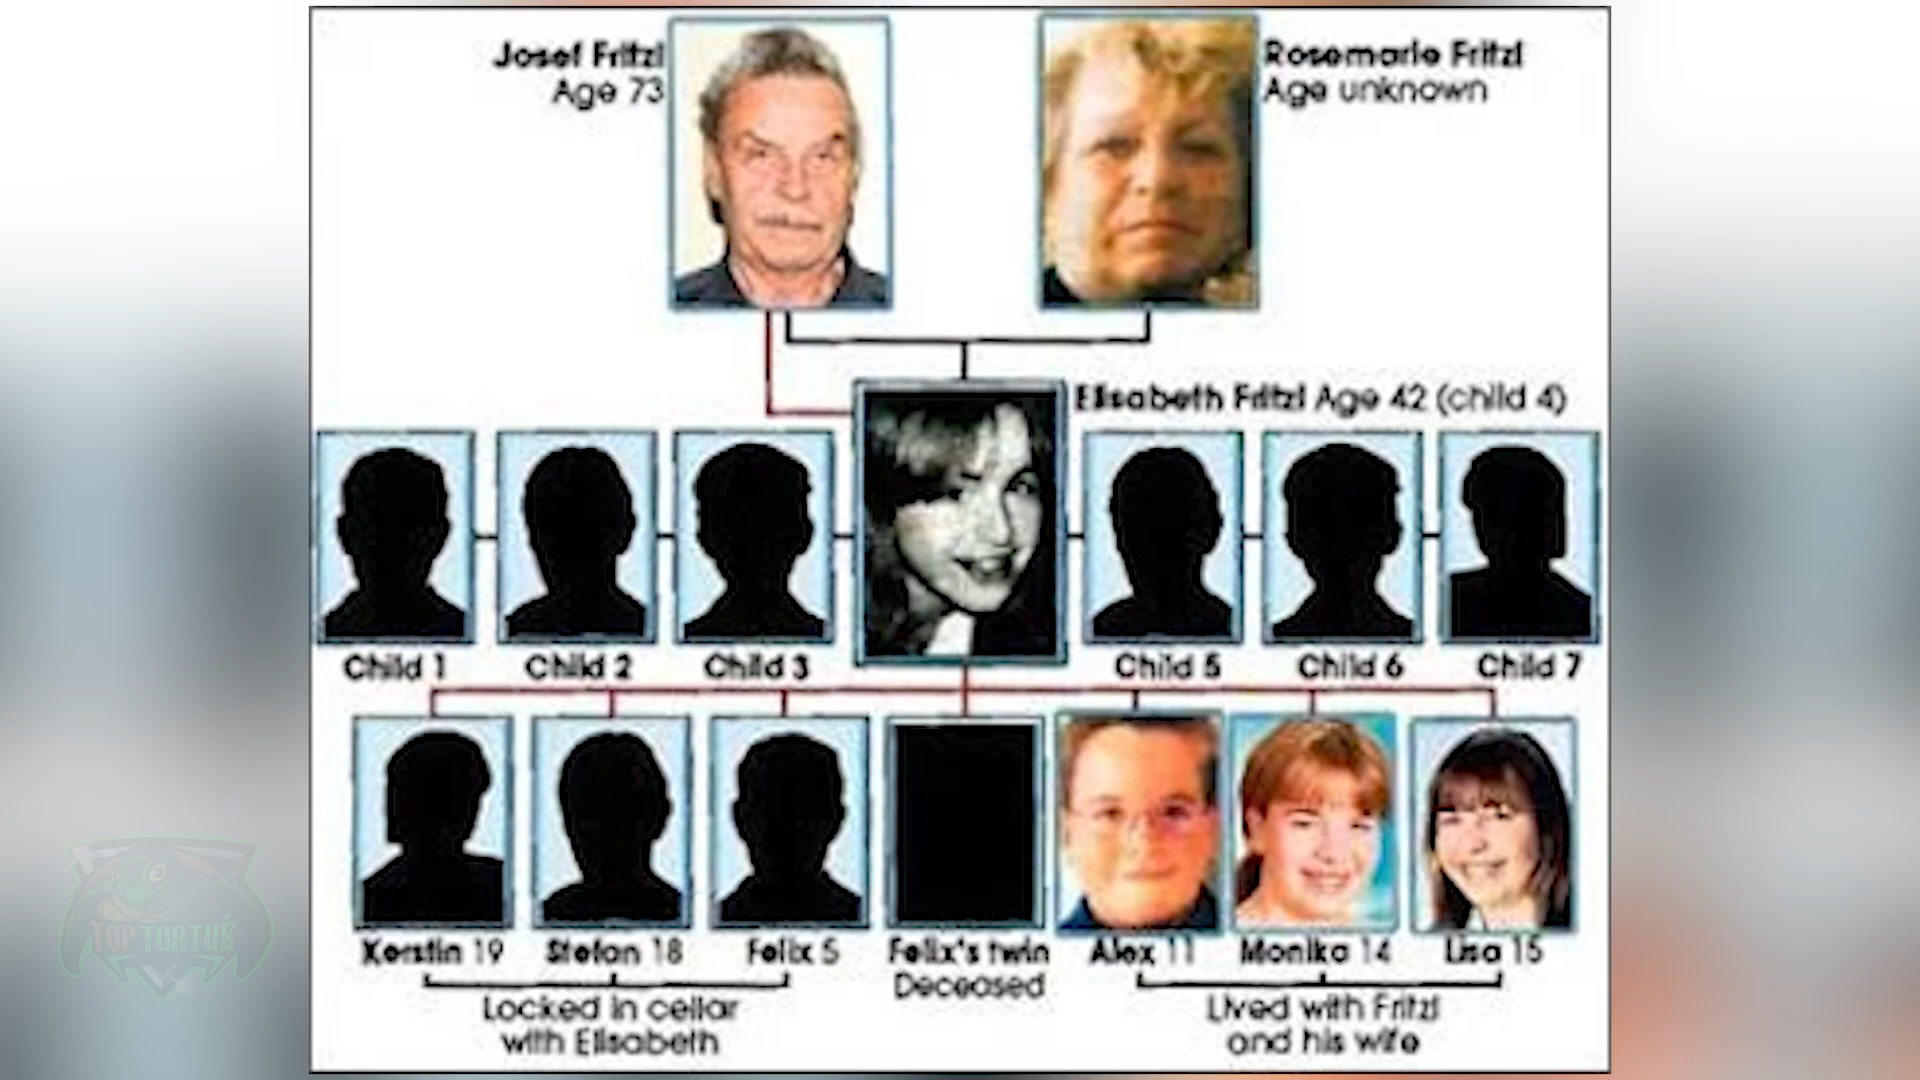 Josef Fritzl
Age 73
Rosemarie Fritzl
Age unknown
Elisabeth Fritzl Age 42 (child 4)
Child 1
Child 2
Child 3
Child 5
Child 6
Child 7
Kerstin 19
Stefan 18
Felix 5
Felix's twin
Deceased
Alex 11
Monika 14
Lisa 15
Locked in cellar
with Elisabeth
Lived with Fritzl
and his wife
TOP TORTUE